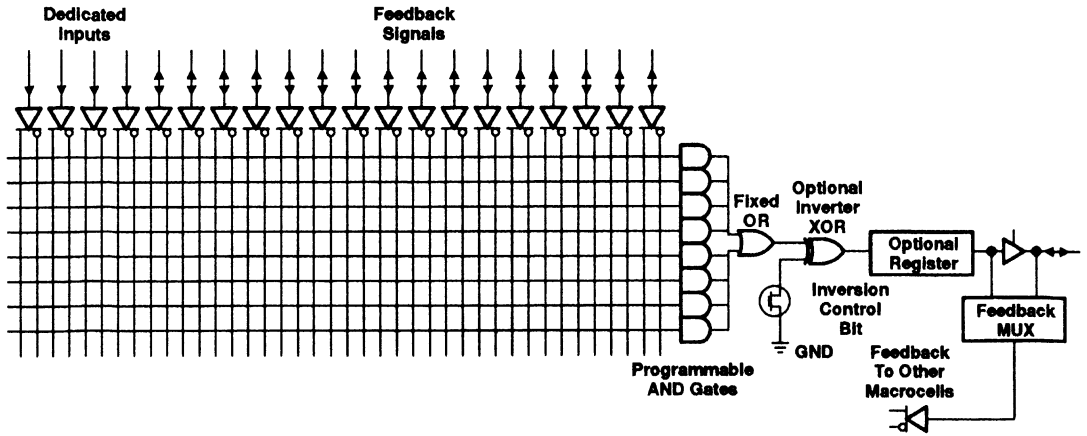 Dedicated
Inputs
Feedback
Signals
Fixed
OR
Optional
Inverter
XOR
Optional
Register
Inversion
Control
Bit
GND
Feedback
MUX
Programmable
AND Gates
Feedback
To Other
Macrocells